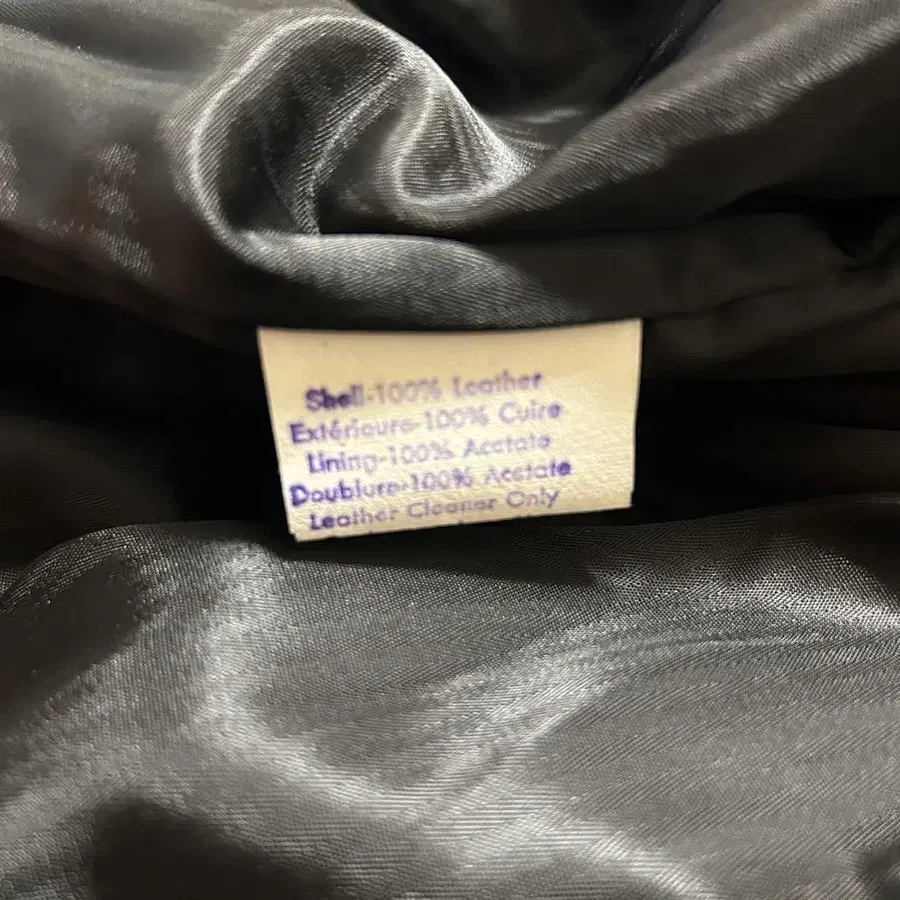 Shell-100% Leather
Extérieure-100% Cuire
Lining-100% Acetate
Doublure-100% Acetate
Leather Cleaner Only